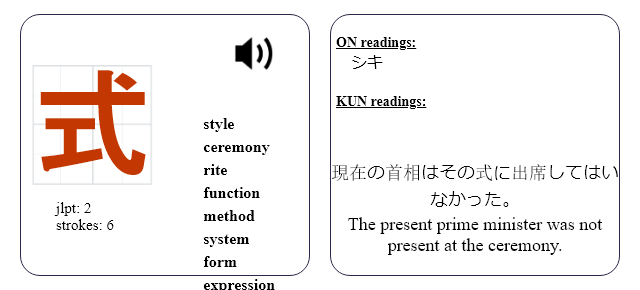 式
jlpt: 2
strokes: 6
style
ceremony
rite
function
method
system
form
expression
ON readings:
シキ
KUN readings:
現在の首相はその式に出席してはい
なかった。
The present prime minister was not
present at the ceremony.